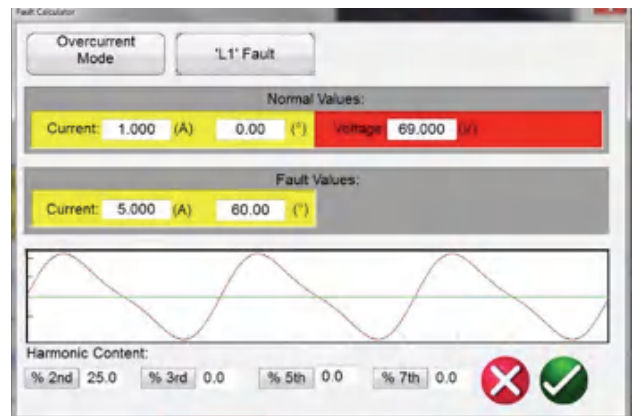 Fault Calculator
Overcurrent
Mode
'L1' Fault
Normal Values:
Current: 1.000 (A) 0.00 (°) Voltage 69.000 (V)
Fault Values:
Current: 5.000 (A) 60.00 (°)
Harmonic Content:
% 2nd 25.0 % 3rd 0.0 % 5th 0.0 % 7th 0.0